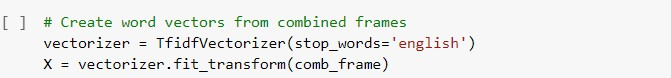 [ ] # Create word vectors from combined frames
vectorizer = TfidfVectorizer(stop_words='english')
X = vectorizer.fit_transform(comb_frame)